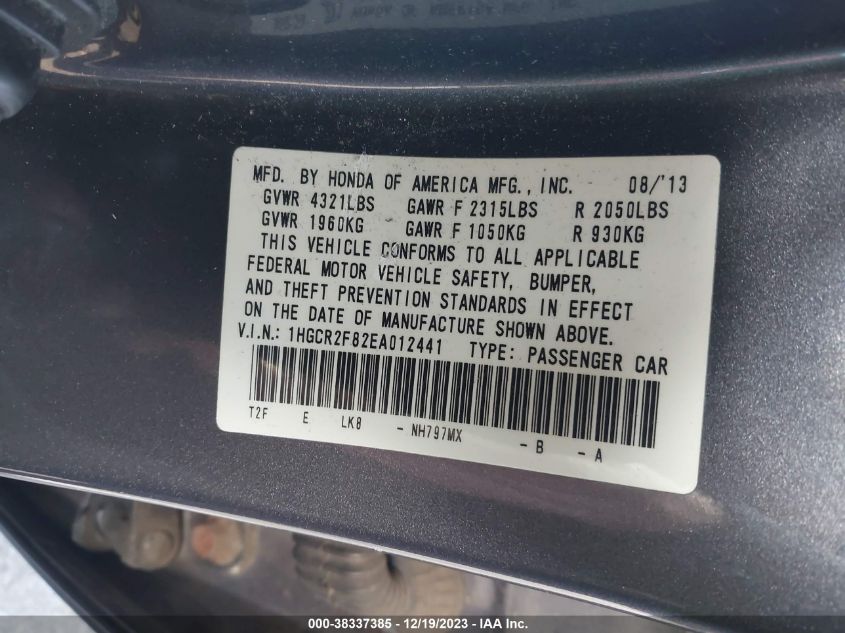 MFD. BY HONDA OF AMERICA MFG., INC. 08/'13
GVWR 4321LBS GAWR F 2315LBS R 2050LBS
GVWR 1960KG GAWR F 1050KG R 930KG
THIS VEHICLE CONFORMS TO ALL APPLICABLE
FEDERAL MOTOR VEHICLE SAFETY, BUMPER,
AND THEFT PREVENTION STANDARDS IN EFFECT
ON THE DATE OF MANUFACTURE SHOWN ABOVE.
V.I.N.: 1HGCR2F82EA012441 TYPE: PASSENGER CAR
T2F E LK8 - NH797MX - B - A
000-38337385 - 12/19/2023 - IAA Inc.